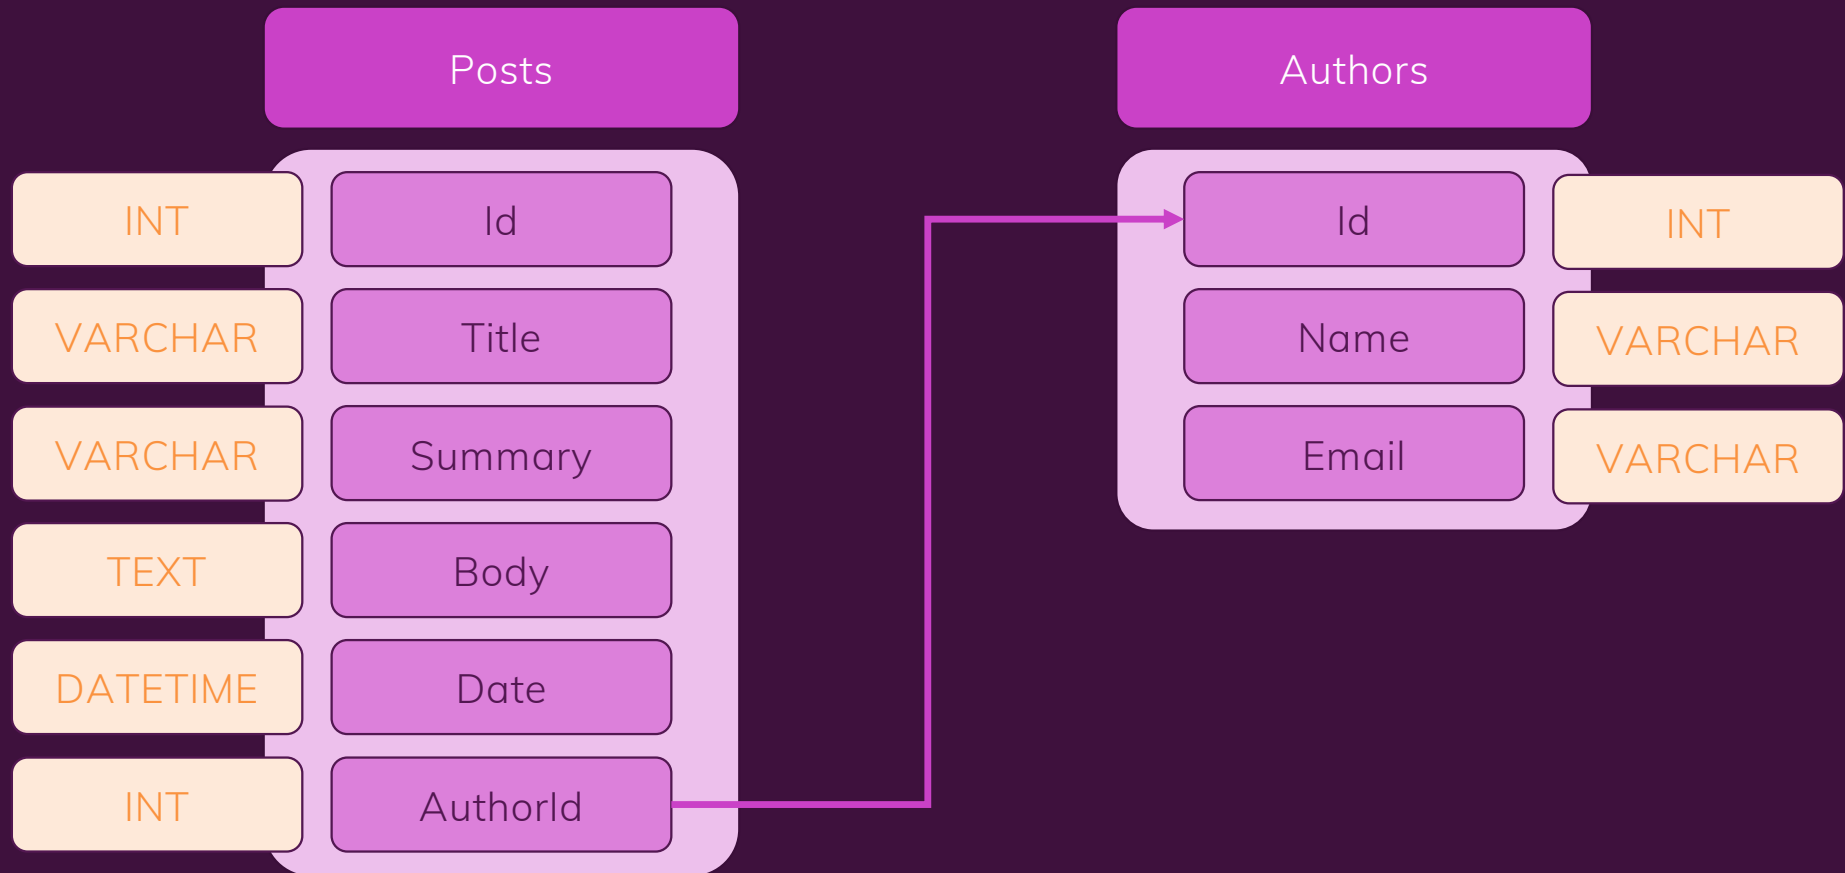 Posts
INT
Id
VARCHAR
Title
VARCHAR
Summary
TEXT
Body
DATETIME
Date
INT
AuthorId
Authors
Id
INT
Name
VARCHAR
Email
VARCHAR